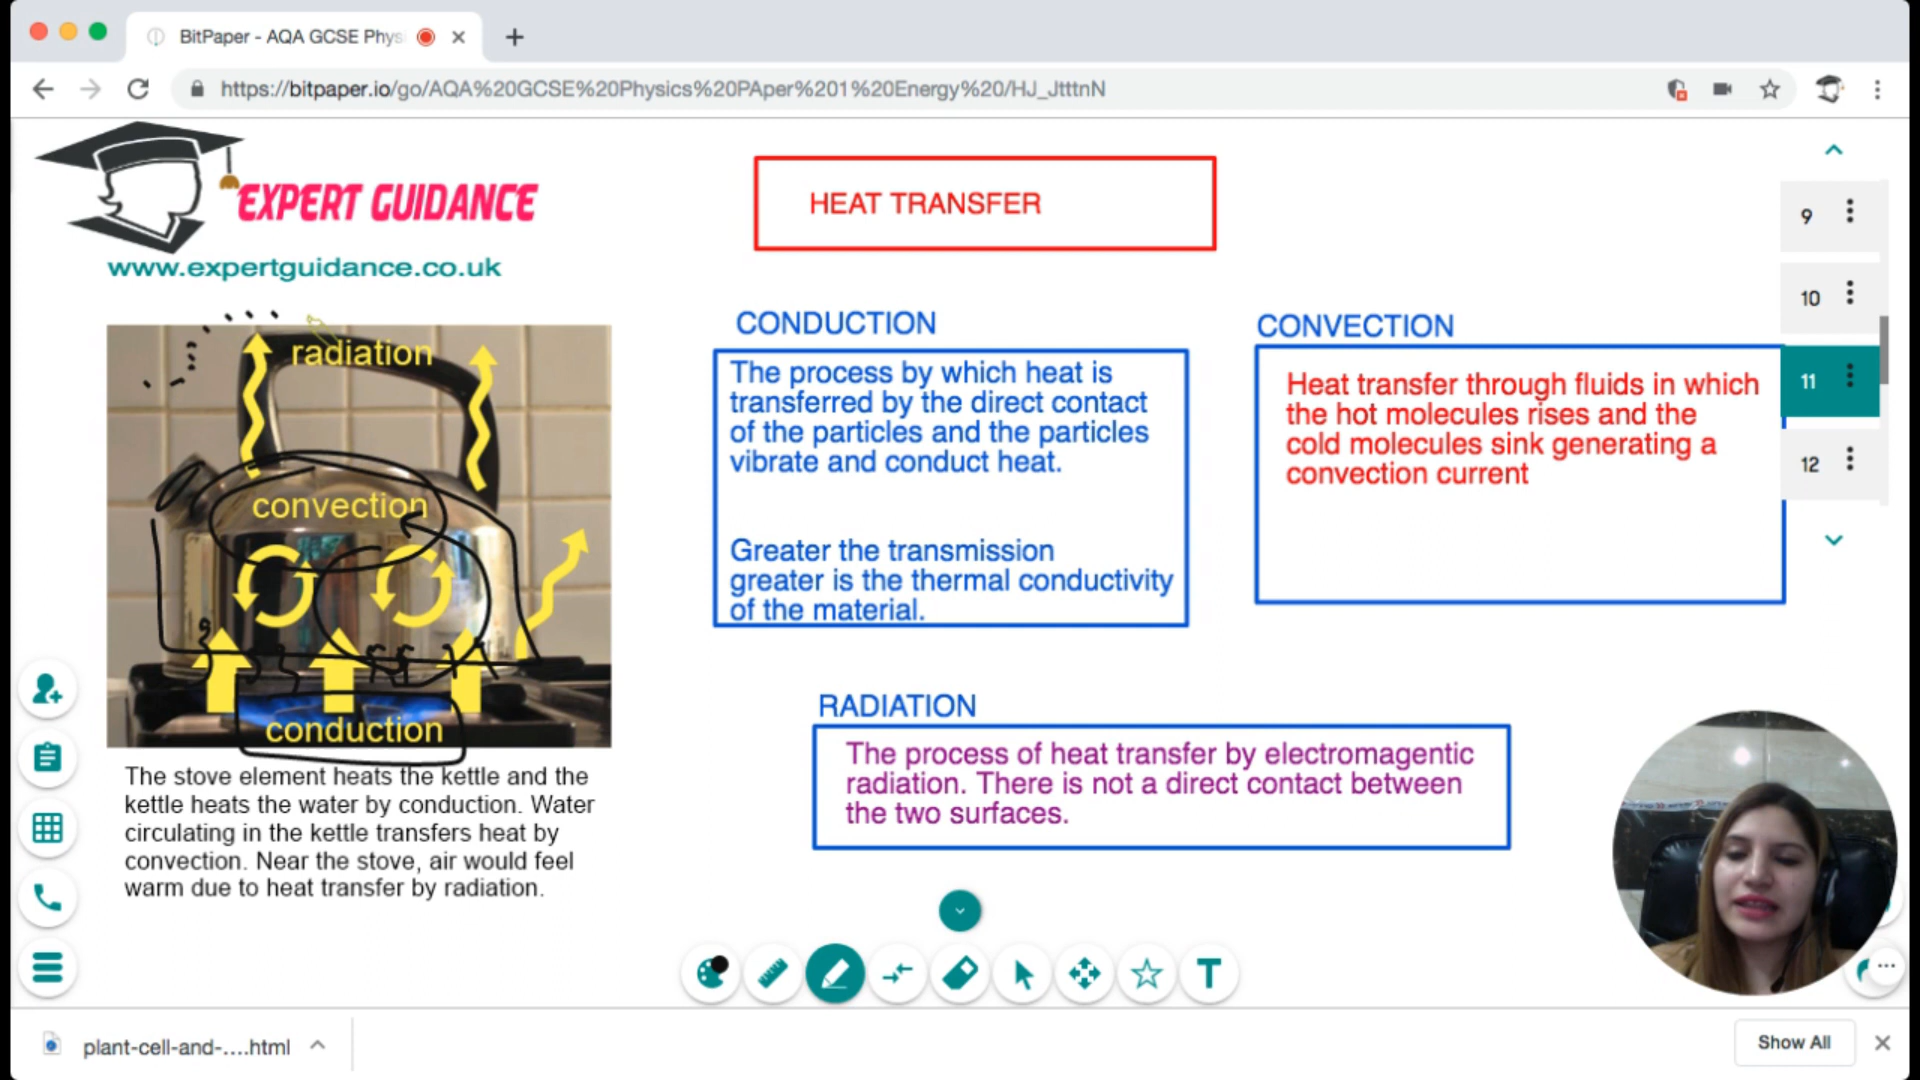 BitPaper - AQA GCSE Phys
https://bitpaper.io/go/AQA%20GCSE%20Physics%20PAper%201%20Energy%20/HJ_JtttnN
EXPERT GUIDANCE
www.expertguidance.co.uk
HEAT TRANSFER
9
10
11
12
radiation
convection
conduction
The stove element heats the kettle and the
kettle heats the water by conduction. Water
circulating in the kettle transfers heat by
convection. Near the stove, air would feel
warm due to heat transfer by radiation.
CONDUCTION
The process by which heat is
transferred by the direct contact
of the particles and the particles
vibrate and conduct heat.
Greater the transmission
greater is the thermal conductivity
of the material.
CONVECTION
Heat transfer through fluids in which
the hot molecules rises and the
cold molecules sink generating a
convection current
RADIATION
The process of heat transfer by electromagentic
radiation. There is not a direct contact between
the two surfaces.
T
plant-cell-and-....html
Show All